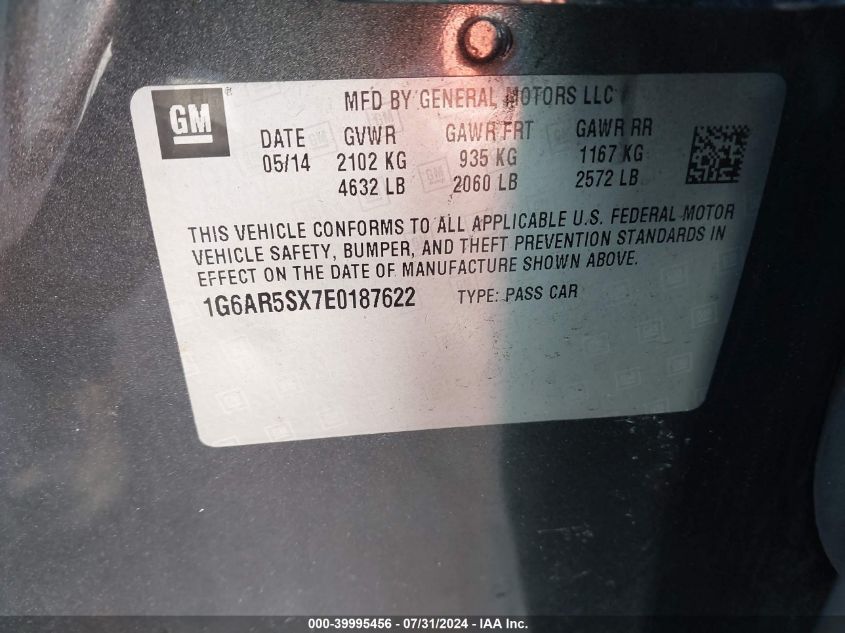 GM ®
MFD BY GENERAL MOTORS LLC
DATE GVWR GAWR FRT GAWR RR
05/14 2102 KG 935 KG 1167 KG
4632 LB 2060 LB 2572 LB
THIS VEHICLE CONFORMS TO ALL APPLICABLE U.S. FEDERAL MOTOR
VEHICLE SAFETY, BUMPER, AND THEFT PREVENTION STANDARDS IN
EFFECT ON THE DATE OF MANUFACTURE SHOWN ABOVE.
1G6AR5SX7E0187622 TYPE: PASS CAR
000-39995456 - 07/31/2024 - IAA Inc.